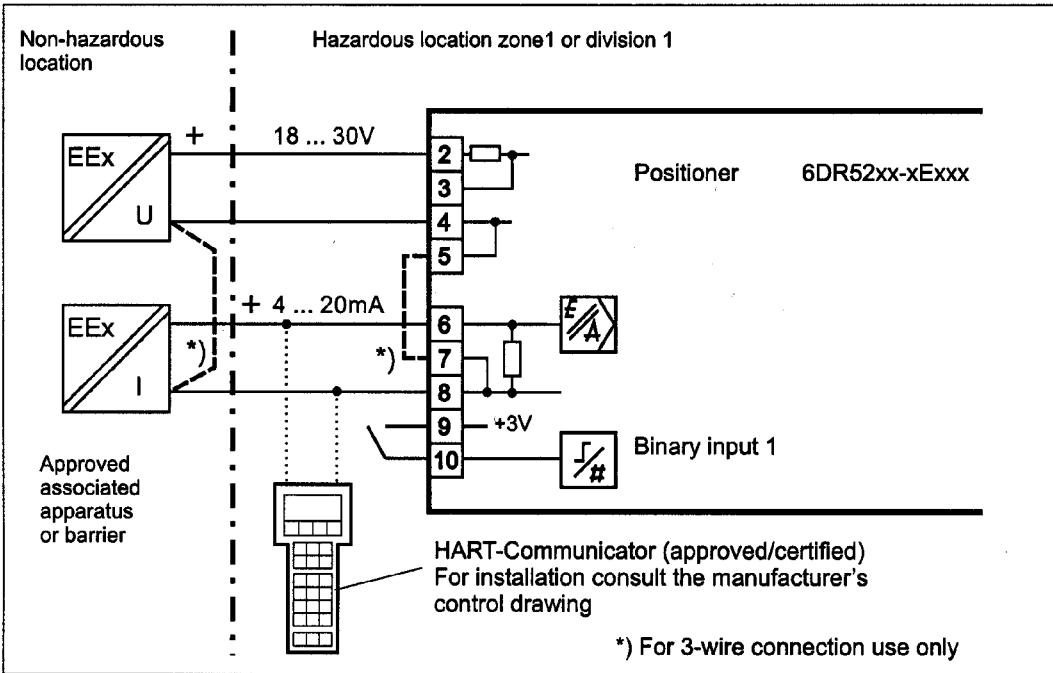 Non-hazardous
location
Hazardous location zone1 or division 1
EEx
U
+
18 ... 30V
2
3
4
5
Positioner 6DR52xx-xExxx
EEx
I
*)
+ 4 ... 20mA
*)
6
7
8
9
10
E
A
+3V
#
Binary input 1
Approved
associated
apparatus
or barrier
HART-Communicator (approved/certified)
For installation consult the manufacturer's
control drawing
*) For 3-wire connection use only